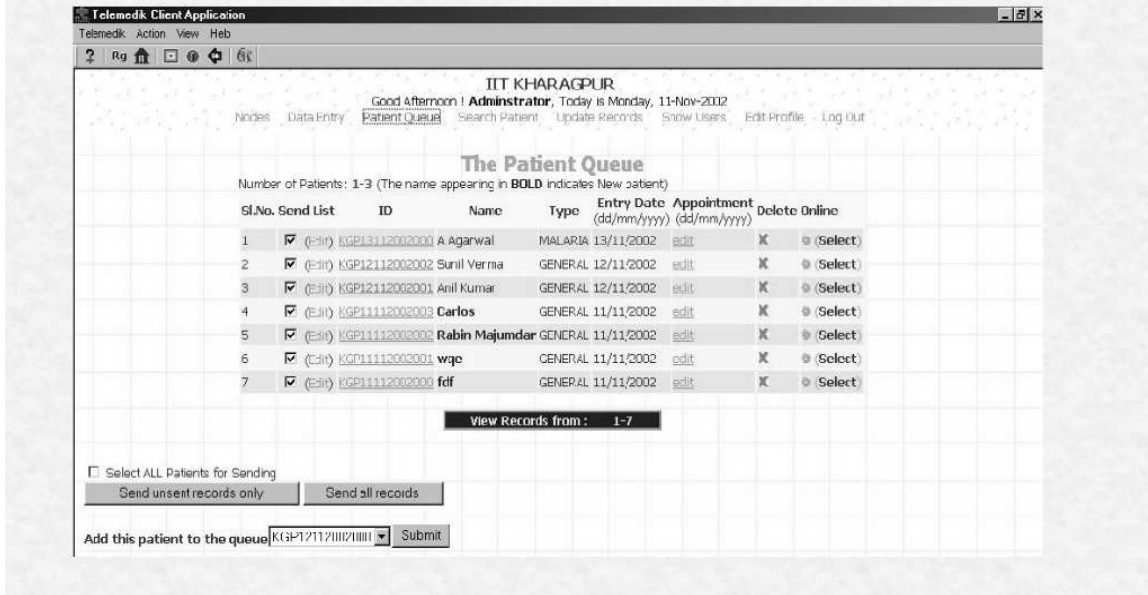 Telemedik Client Application
Telemedik Action View Help
? Rg
IIT KHARAGPUR
Good Afternoon ! Adminstrator, Today is Monday, 11-Nov-2002
Nodes Data Entry Patient Queue Search Patient Update Records Show Users Edit Profile Log Out
The Patient Queue
Number of Patients: 1-3 (The name appearing in BOLD indicates New patient)
Sl.No. Send List ID Name Type Entry Date (dd/mm/yyyy) Appointment (dd/mm/yyyy) Delete Online
1 (Edit) KGP13112002000 A Agarwal MALARIA 13/11/2002 edit X (Select)
2 (Edit) KGP12112002002 Sunil Verma GENERAL 12/11/2002 edit X (Select)
3 (Edit) KGP12112002001 Anil Kumar GENERAL 12/11/2002 edit X (Select)
4 (Edit) KGP11112002003 Carlos GENERAL 11/11/2002 edit X (Select)
5 (Edit) KGP11112002002 Rabin Majumdar GENERAL 11/11/2002 edit X (Select)
6 (Edit) KGP11112002001 wqe GENERAL 11/11/2002 edit X (Select)
7 (Edit) KGP11112002000 fdf GENERAL 11/11/2002 edit X (Select)
View Records from : 1-7
Select ALL Patients for Sending
Send unsent records only Send all records
Add this patient to the queue KGP12112002000 Submit